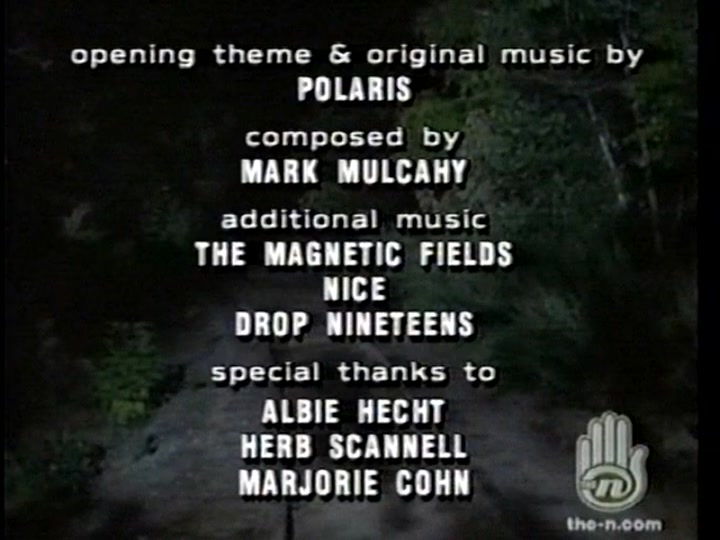 opening theme & original music by
POLARIS
composed by
MARK MULCAHY
additional music
THE MAGNETIC FIELDS
NICE
DROP NINETEENS
special thanks to
ALBIE HECHT
HERB SCANNELL
MARJORIE COHN
n
the-n.com